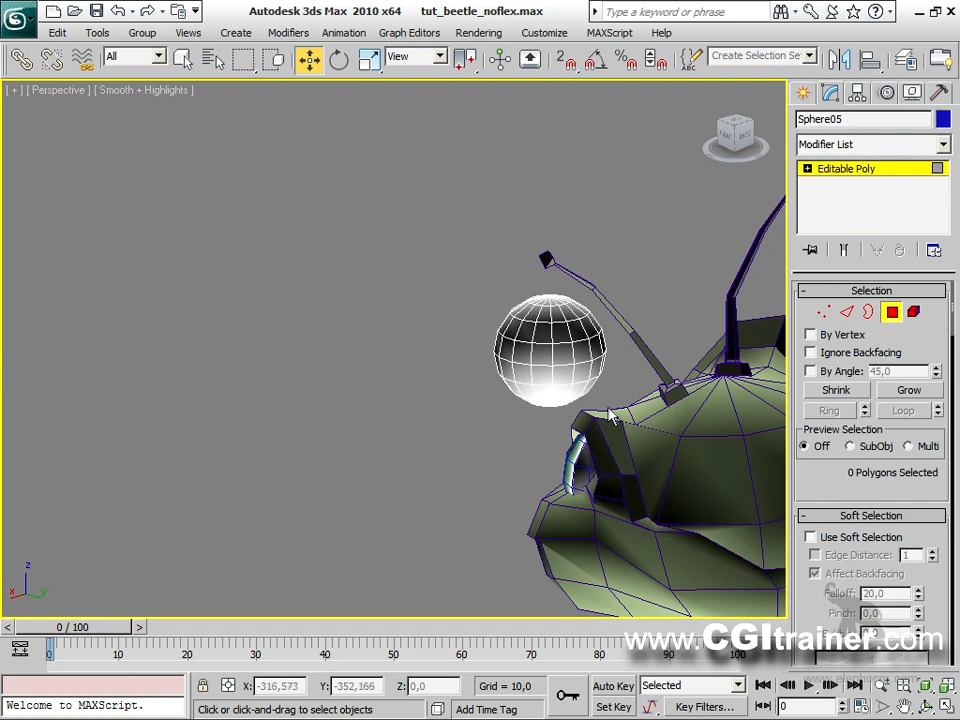 Autodesk 3ds Max 2010 x64 tut_beetle_noflex.max
Type a keyword or phrase
Edit Tools Group Views Create Modifiers Animation Graph Editors Rendering Customize MAXScript Help
All
View
Create Selection Se
[ + ] [ Perspective ] [ Smooth + Highlights ]
Sphere05
Modifier List
Editable Poly
Selection
By Vertex
Ignore Backfacing
By Angle: 45,0
Shrink Grow
Ring Loop
Preview Selection
Off SubObj Multi
0 Polygons Selected
Soft Selection
Use Soft Selection
Edge Distance: 1
Affect Backfacing
Falloff: 20,0
Pinch: 0,0
www.CGItrainer.com
0 / 100
0 10 20 30 40 50 60 70 80 90 100
X: -316,573 Y: -352,166 Z: 0,0 Grid = 10,0
Auto Key Selected
Welcome to MAXScript.
Click or click-and-drag to select objects
Add Time Tag
Set Key
Key Filters...
0